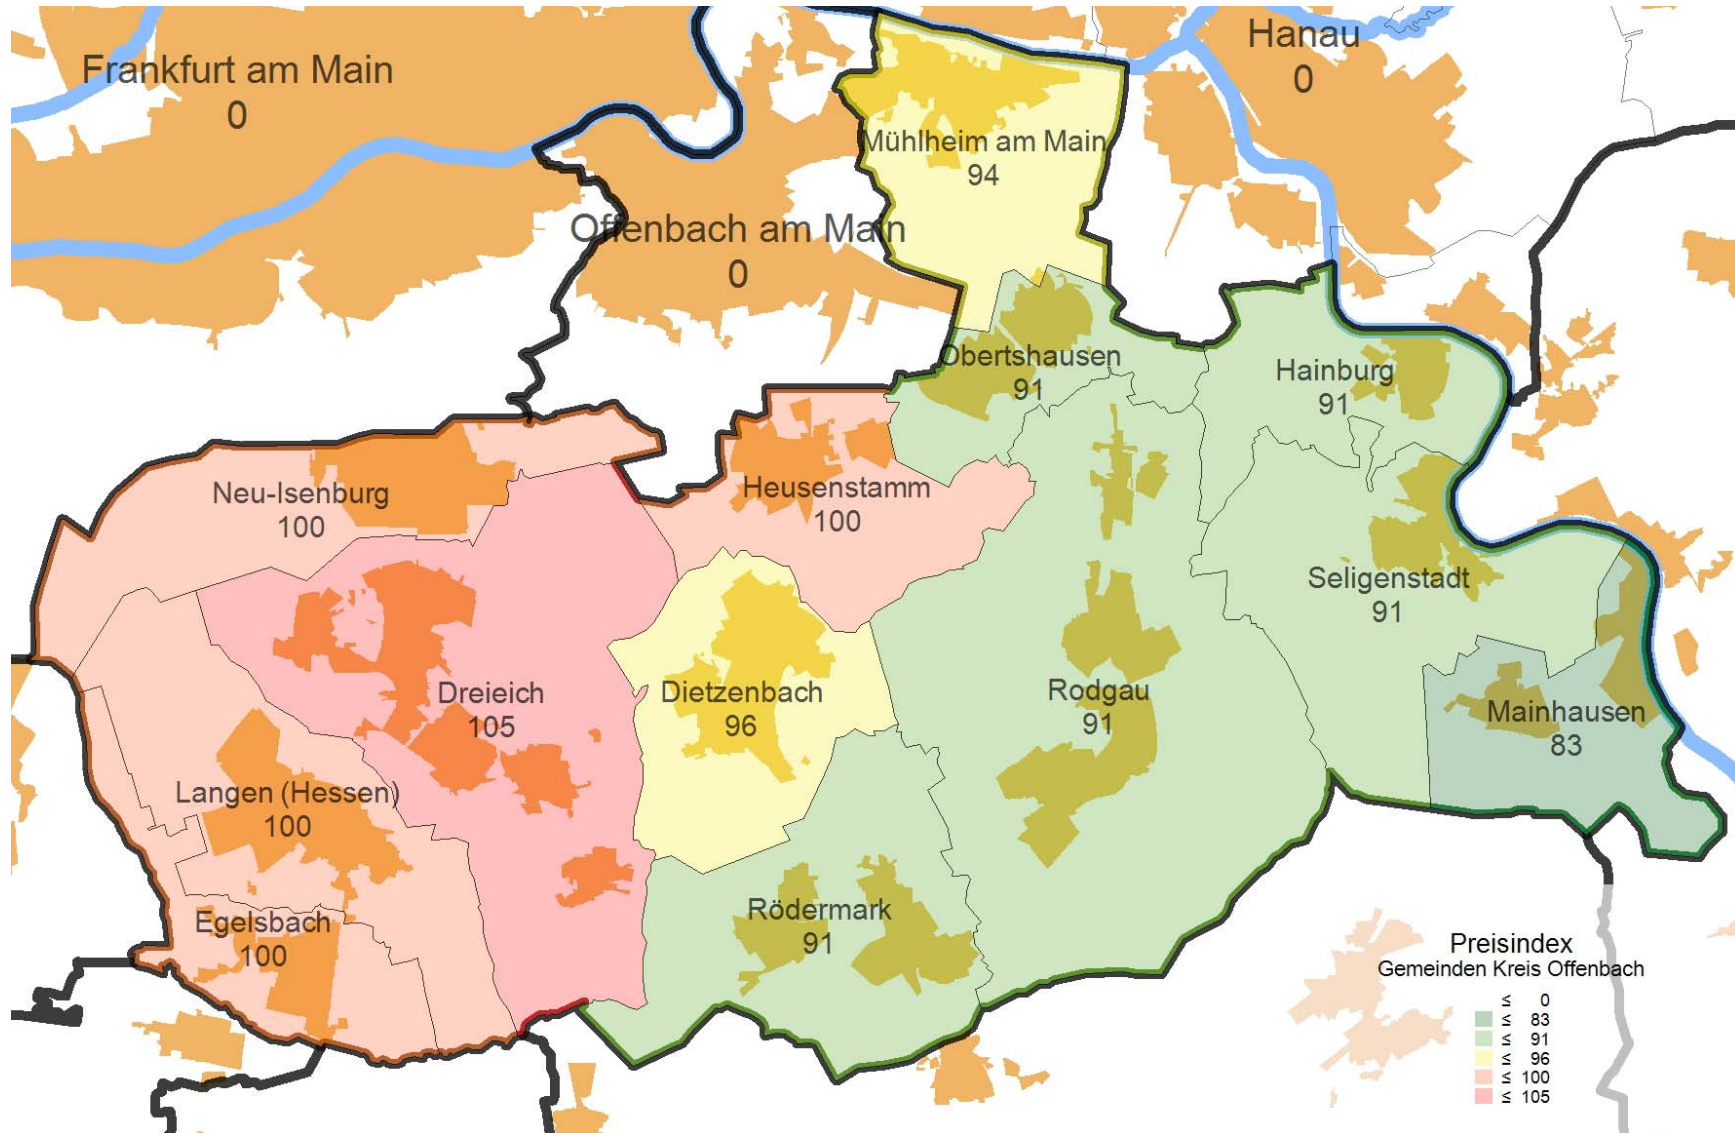 Frankfurt am Main
0
Hanau
0
Mühlheim am Main
94
Offenbach am Main
0
Obertshausen
91
Hainburg
91
Neu-Isenburg
100
Heusenstamm
100
Seligenstadt
91
Dreieich
105
Dietzenbach
96
Rodgau
91
Mainhausen
83
Langen (Hessen)
100
Rödermark
91
Egelsbach
100
Preisindex
Gemeinden Kreis Offenbach
≤ 0
≤ 83
≤ 91
≤ 96
≤ 100
≤ 105